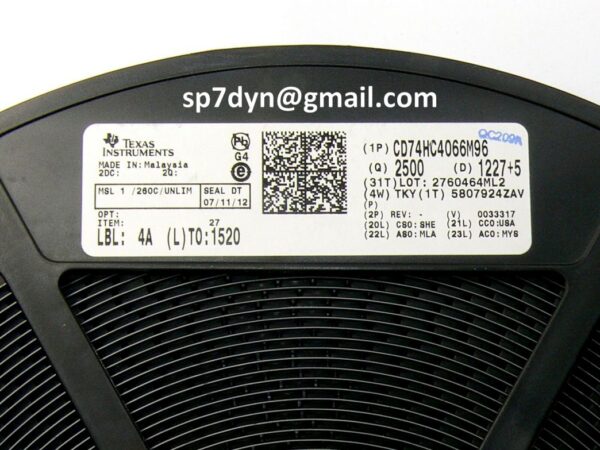 sp7dyn@gmail.com
TEXAS
INSTRUMENTS
MADE IN: Malaysia
2DC: 2Q:
MSL 1 /260C/UNLIM SEAL DT
07/11/12
OPT:
ITEM: 27
LBL: 4A (L)TO:1520
Pb
G4
e
QC209A
(1P) CD74HC4066M96
(Q) 2500 (D) 1227+5
(31T)LOT: 2760464ML2
(4W) TKY(1T) 5807924ZAV
(P)
(2P) REV: - (V) 0033317
(20L) CSO:SHE (21L) CCO:USA
(22L) ASO:MLA (23L) ACO:MYS